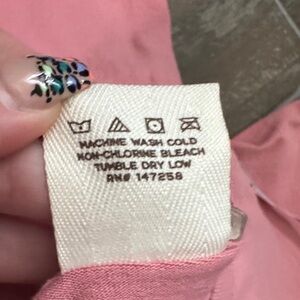 MACHINE WASH COLD
NON-CHLORINE BLEACH
TUMBLE DRY LOW
RN# 147258